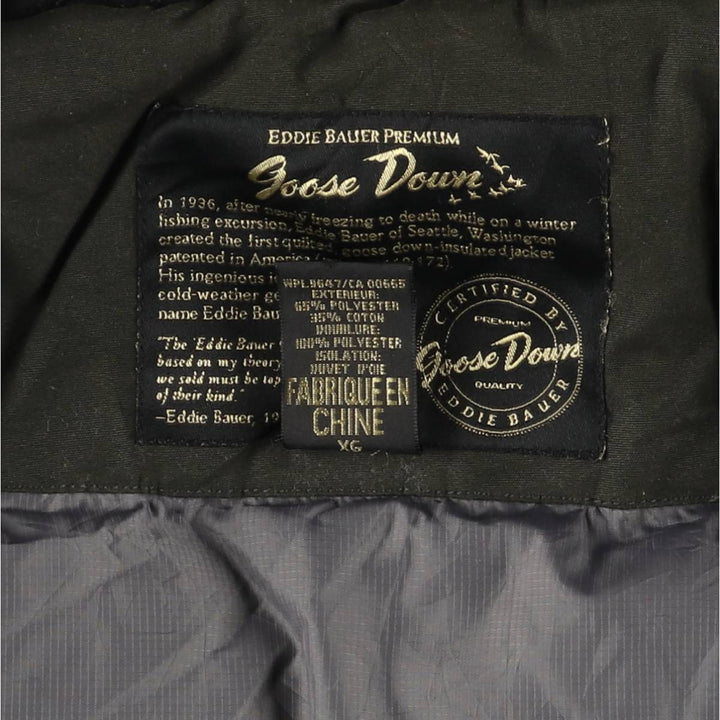 EDDIE BAUER PREMIUM
Goose Down
In 1936, after nearly freezing to death while on a winter
fishing excursion, Eddie Bauer of Seattle, Washington
created the first quilted, goose down-insulated jacket
patented in America
His ingenious
cold-weather
name Eddie
"The Eddie Bauer
based on my theory
we sold must be top
of their kind."
—Eddie Bauer,
WPL 9647/CA 00665
EXTERIEUR:
65% POLYESTER
35% COTON
DOUBLURE:
100% POLYESTER
ISOLATION:
DUVET D'OIE
FABRIQUE EN
CHINE
XG
CERTIFIED BY
PREMIUM
Goose Down
QUALITY
EDDIE BAUER